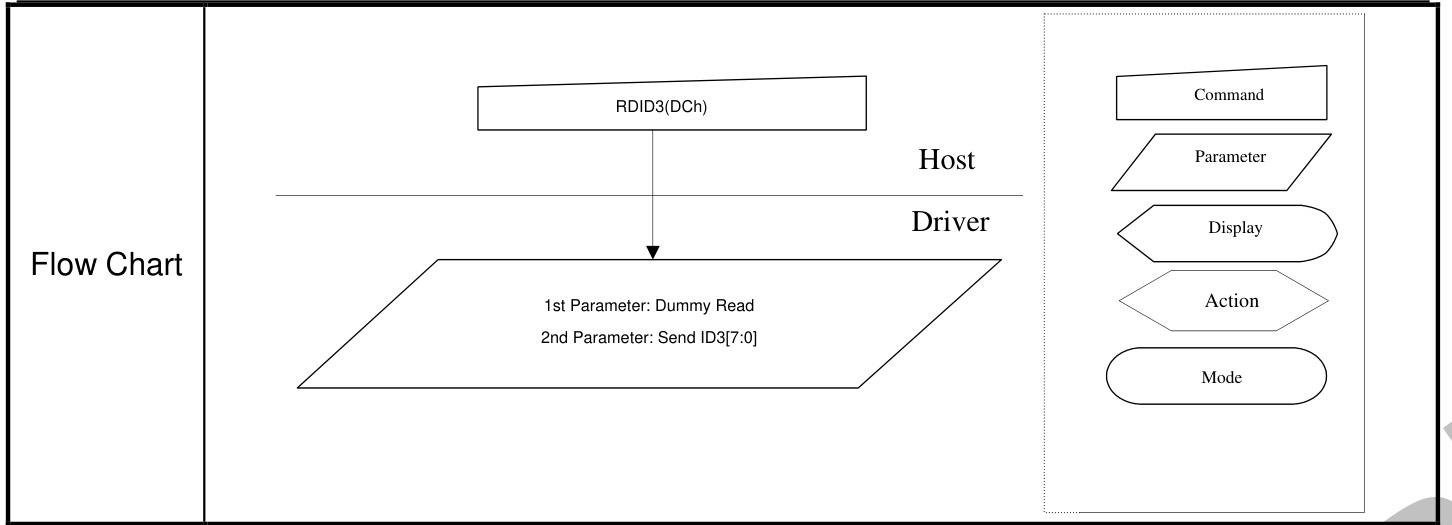 Flow Chart
RDID3(DCh)
Host
Driver
1st Parameter: Dummy Read
2nd Parameter: Send ID3[7:0]
Command
Parameter
Display
Action
Mode